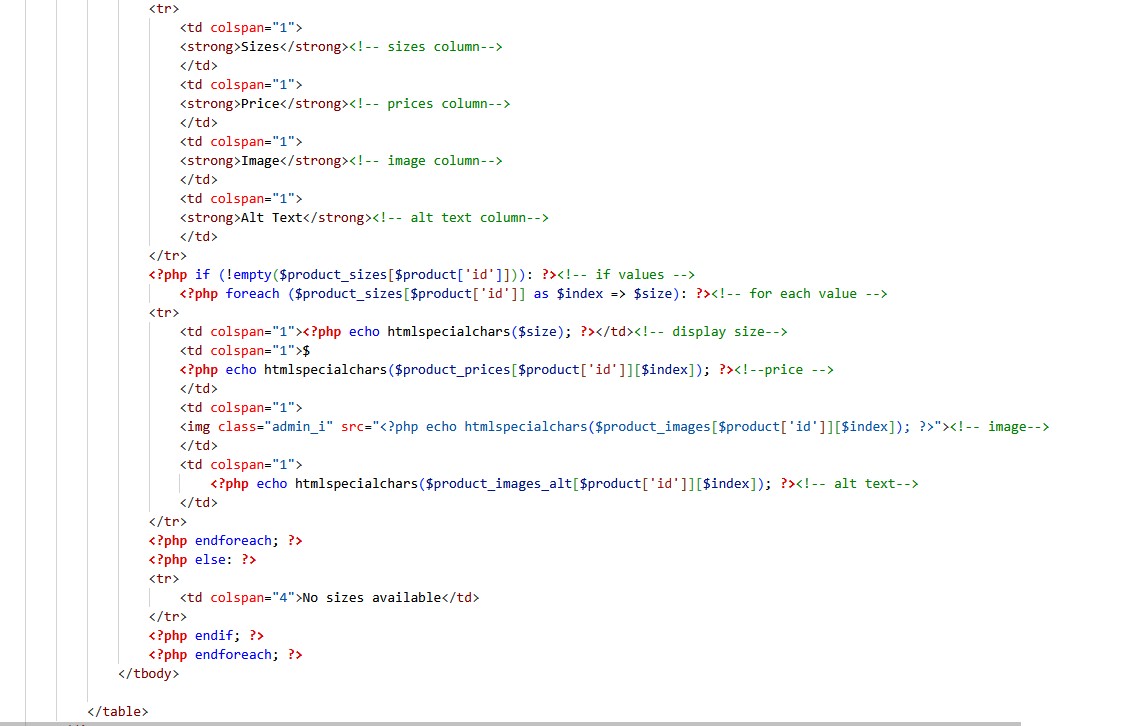 <tr>
<td colspan="1">
<strong>Sizes</strong><!-- sizes column-->
</td>
<td colspan="1">
<strong>Price</strong><!-- prices column-->
</td>
<td colspan="1">
<strong>Image</strong><!-- image column-->
</td>
<td colspan="1">
<strong>Alt Text</strong><!-- alt text column-->
</td>
</tr>
<?php if (!empty($product_sizes[$product['id']])): ?><!-- if values -->
<?php foreach ($product_sizes[$product['id']] as $index => $size): ?><!-- for each value -->
<tr>
<td colspan="1"><?php echo htmlspecialchars($size); ?></td><!-- display size-->
<td colspan="1">$
<?php echo htmlspecialchars($product_prices[$product['id']][$index]); ?><!--price -->
</td>
<td colspan="1">
<img class="admin_i" src="<?php echo htmlspecialchars($product_images[$product['id']][$index]); ?>"><!-- image-->
</td>
<td colspan="1">
<?php echo htmlspecialchars($product_images_alt[$product['id']][$index]); ?><!-- alt text-->
</td>
</tr>
<?php endforeach; ?>
<?php else: ?>
<tr>
<td colspan="4">No sizes available</td>
</tr>
<?php endif; ?>
<?php endforeach; ?>
</tbody>
</table>